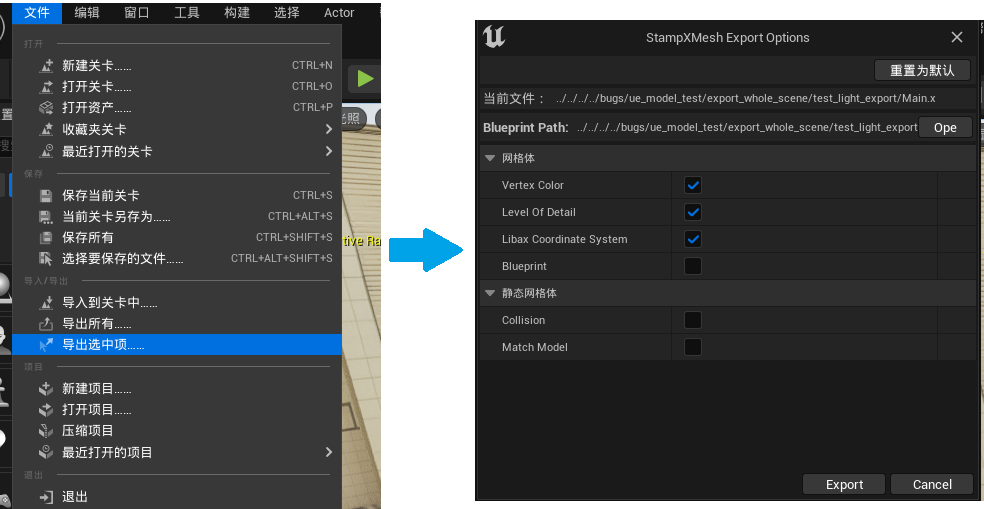 文件 编辑 窗口 工具 构建 选择 Actor
打开
新建关卡...... CTRL+N
打开关卡...... CTRL+O
打开资产...... CTRL+P
收藏夹关卡
最近打开的关卡
保存
保存当前关卡 CTRL+S
当前关卡另存为...... CTRL+ALT+S
保存所有 CTRL+SHIFT+S
选择要保存的文件...... CTRL+ALT+SHIFT+S
导入/导出
导入到关卡中......
导出所有......
导出选中项......
项目
新建项目......
打开项目......
压缩项目
最近打开的项目
退出
退出
光照
tive Ra
StampXMesh Export Options
重置为默认
当前文件： ../../../../bugs/ue_model_test/export_whole_scene/test_light_export/Main.x
Blueprint Path: ../../../../bugs/ue_model_test/export_whole_scene/test_light_export Ope
网格体
Vertex Color
Level Of Detail
Libax Coordinate System
Blueprint
静态网格体
Collision
Match Model
Export Cancel